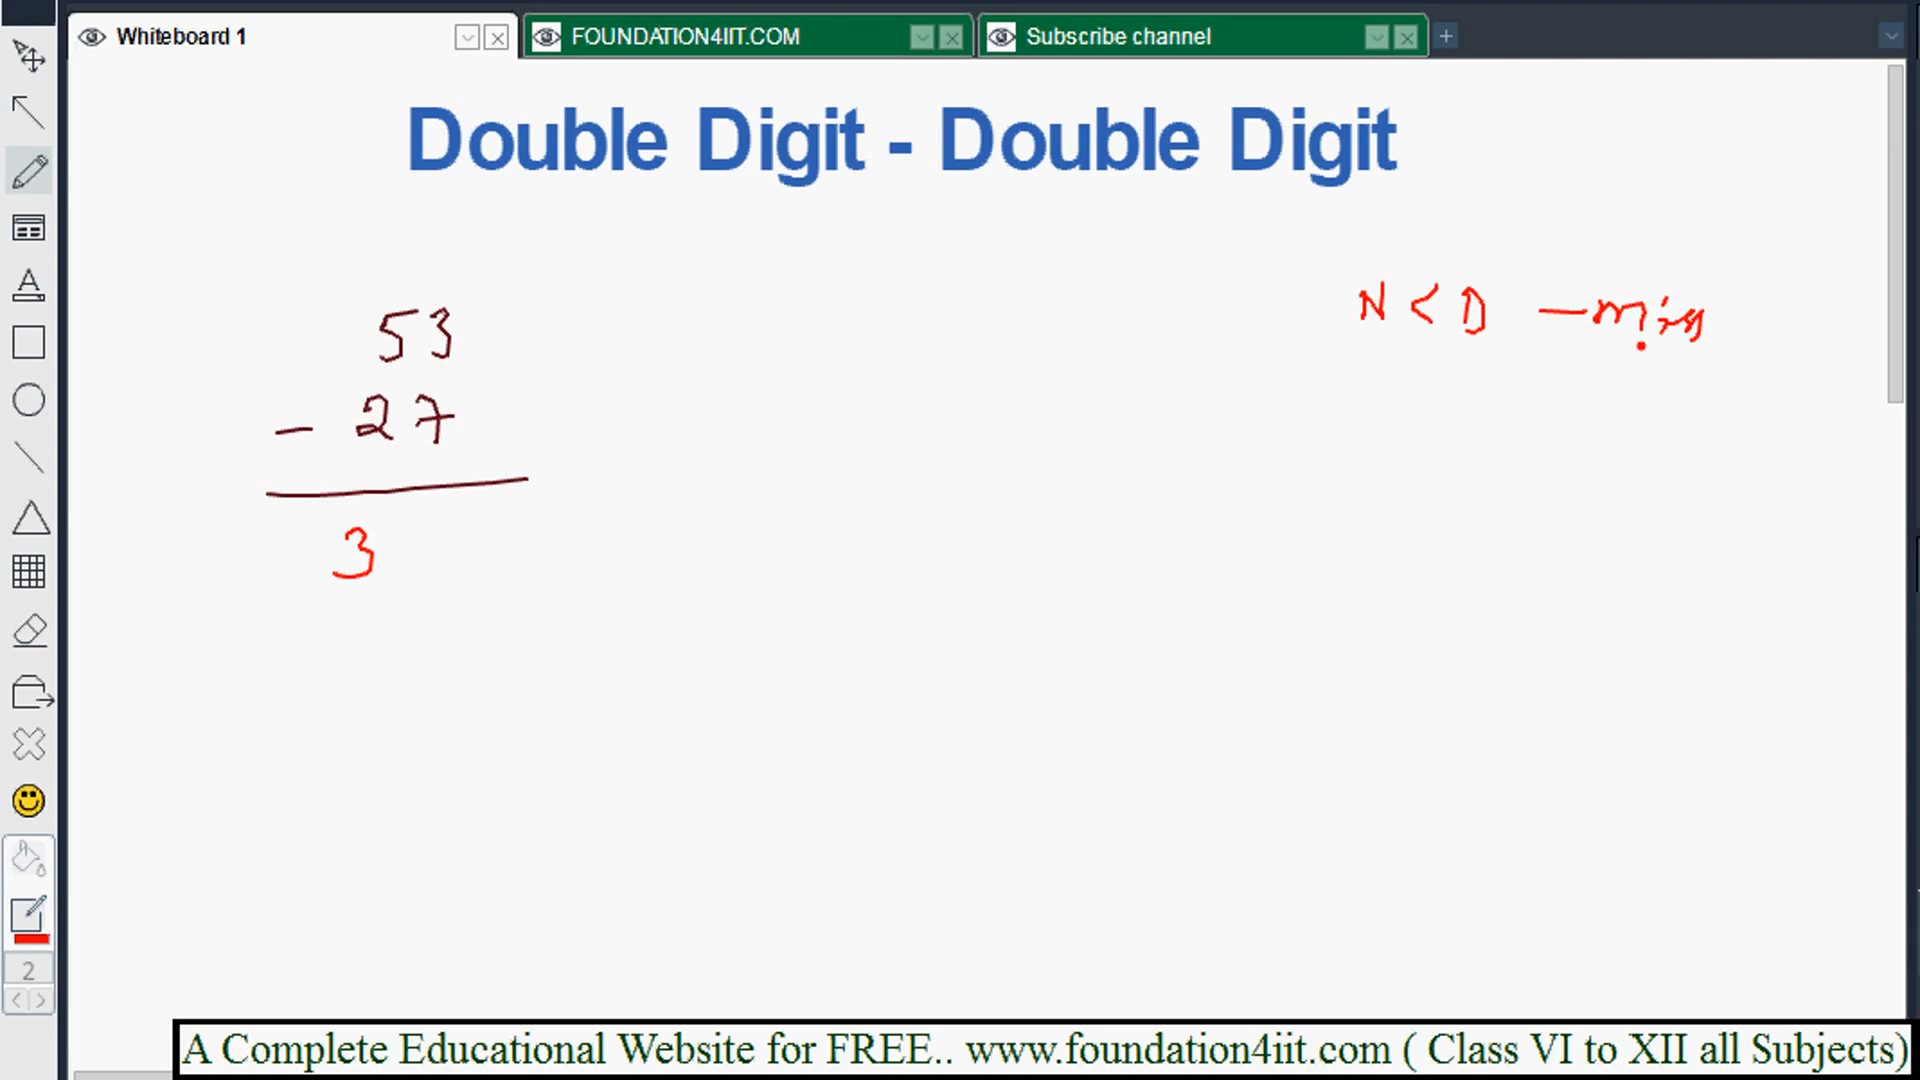 Whiteboard 1
FOUNDATION4IIT.COM
Subscribe channel
Double Digit - Double Digit
53
- 27
3
N < D —
2
A Complete Educational Website for FREE.. www.foundation4iit.com ( Class VI to XII all Subjects)